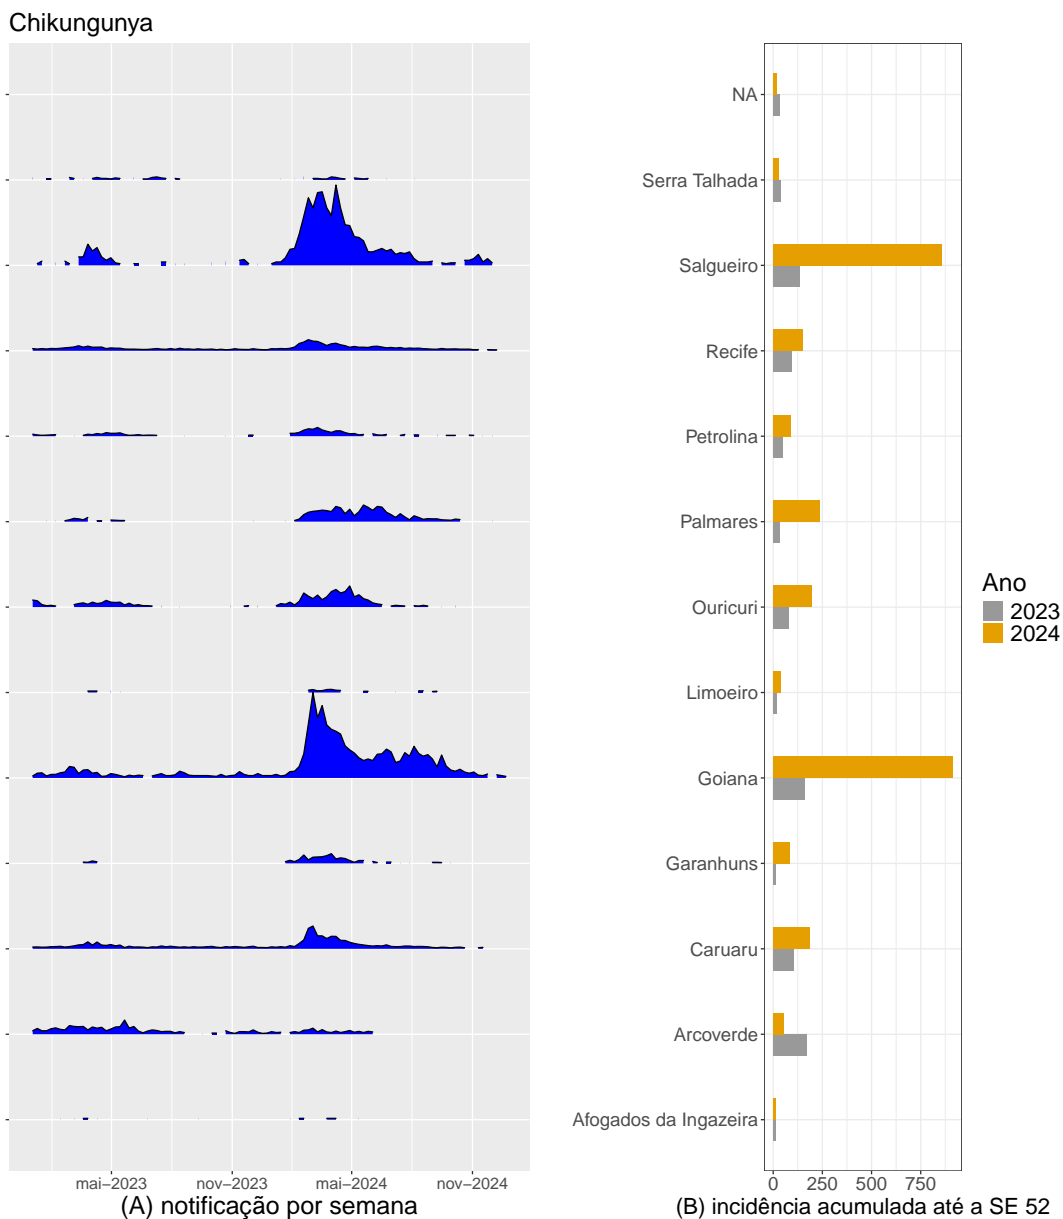 Chikungunya
NA
Serra Talhada
Salgueiro
Recife
Petrolina
Palmares
Ouricuri
Limoeiro
Goiana
Garanhuns
Caruaru
Arcoverde
Afogados da Ingazeira
mai−2023 nov−2023 mai−2024 nov−2024
(A) notificação por semana
0 250 500 750
(B) incidência acumulada até a SE 52
Ano
2023
2024